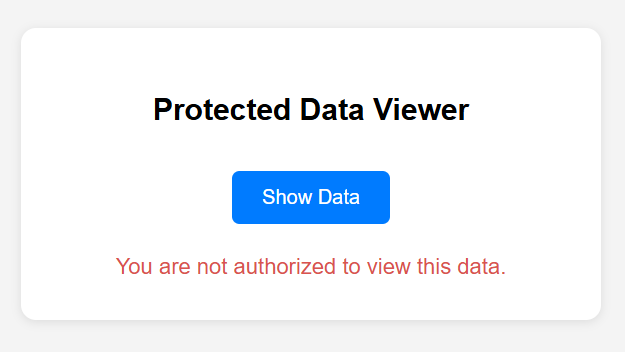 Protected Data Viewer
Show Data
You are not authorized to view this data.